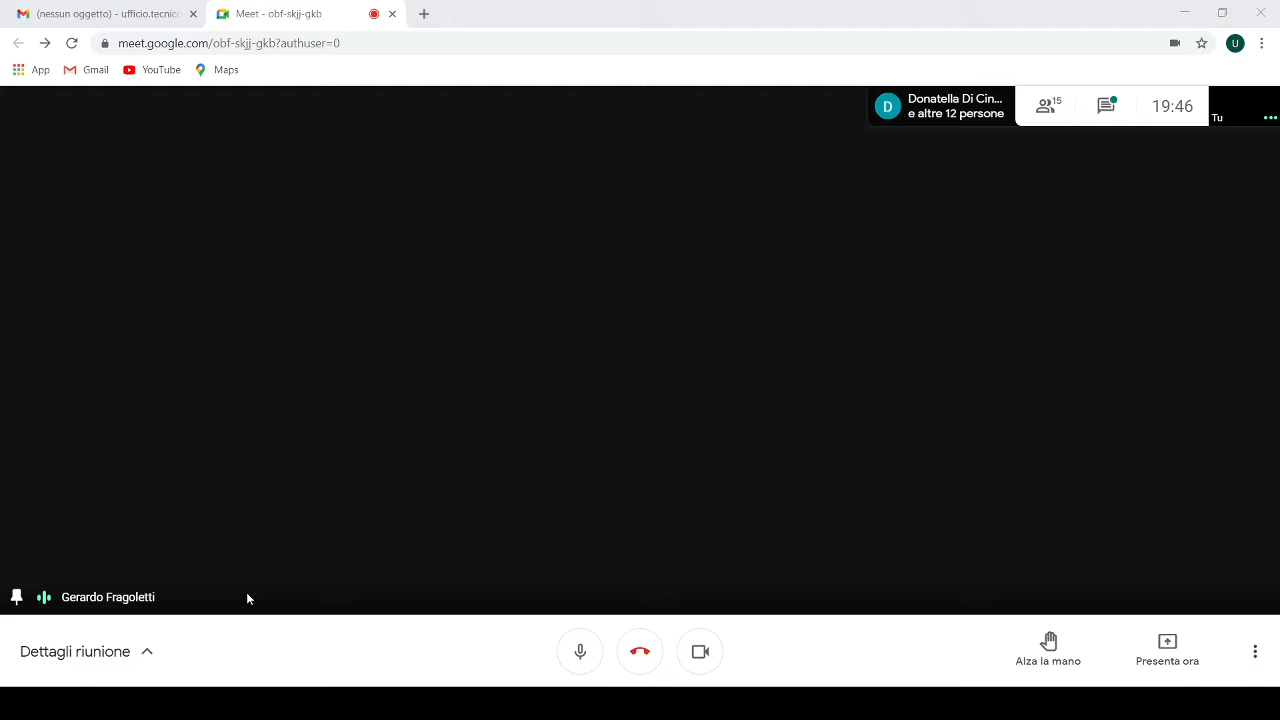 (nessun oggetto) - ufficio.tecnico
Meet - obf-skjj-gkb
meet.google.com/obf-skjj-gkb?authuser=0
U
App
Gmail
YouTube
Maps
D
Donatella Di Cin...
e altre 12 persone
15
19:46
Tu
Gerardo Fragoletti
Dettagli riunione
Alza la mano
Presenta ora